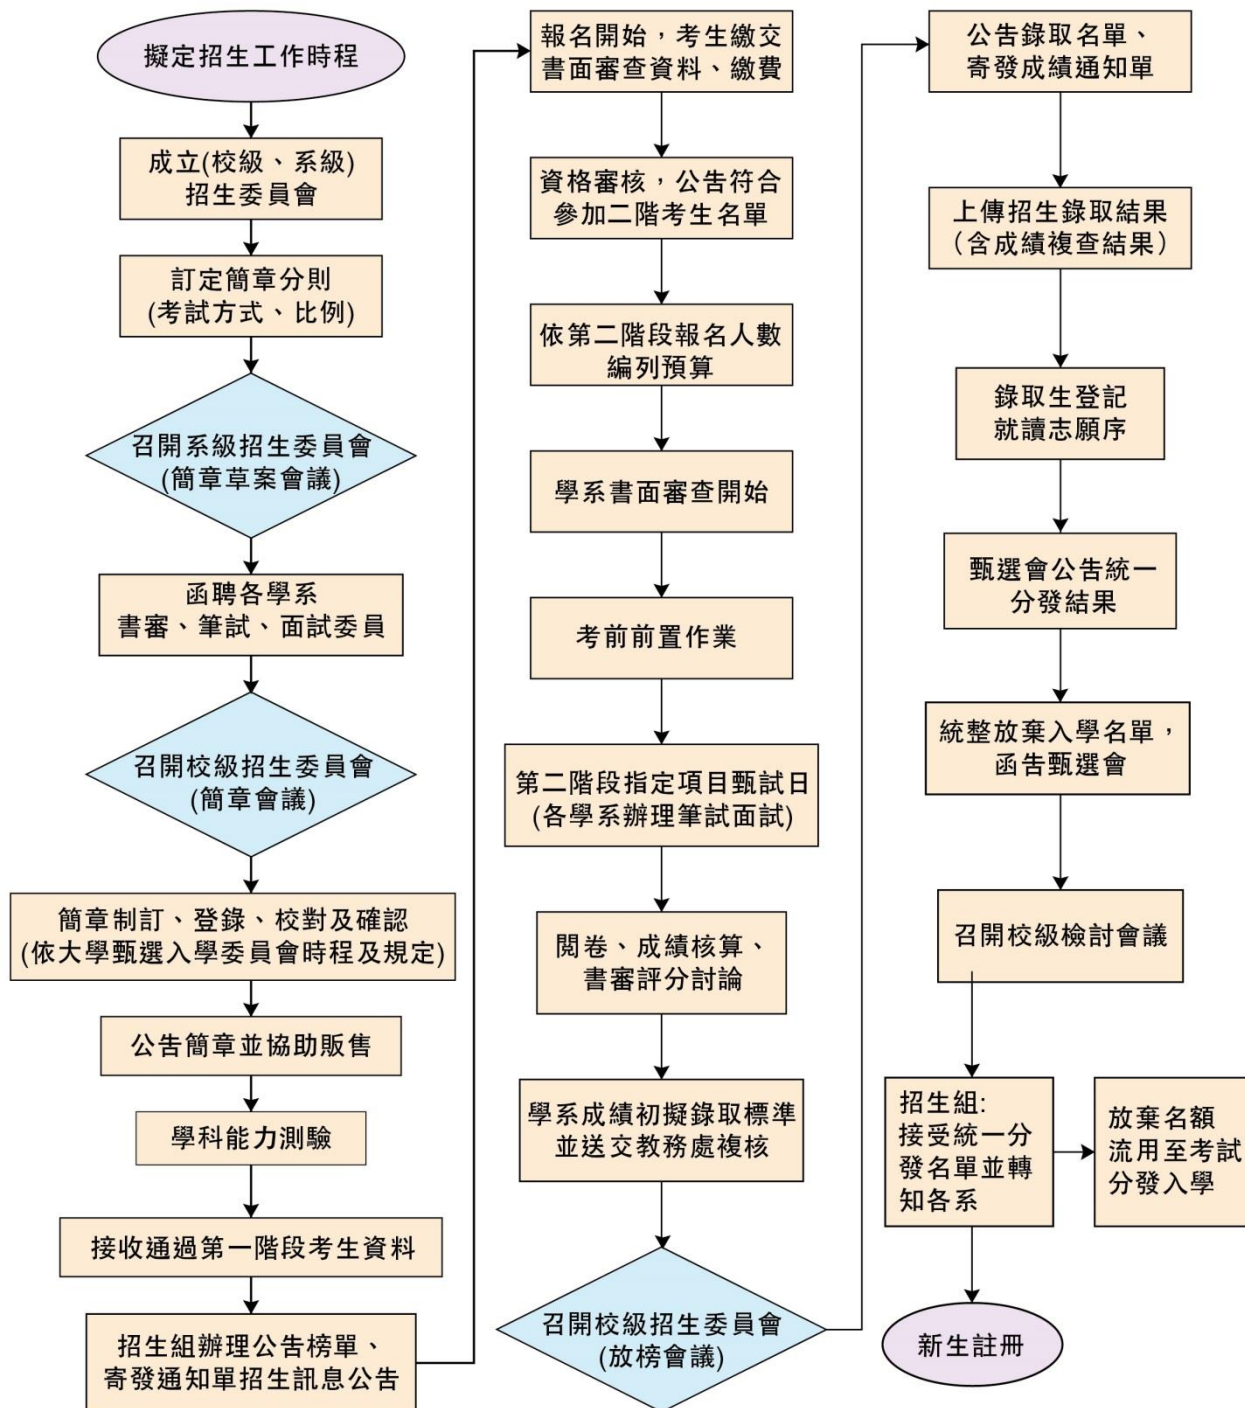 擬定招生工作時程
成立(校級、系級)
招生委員會
訂定簡章分則
(考試方式、比例)
召開系級招生委員會
(簡章草案會議)
函聘各學系
書審、筆試、面試委員
召開校級招生委員會
(簡章會議)
簡章制訂、登錄、校對及確認
(依大學甄選入學委員會時程及規定)
公告簡章並協助販售
學科能力測驗
接收通過第一階段考生資料
招生組辦理公告榜單、
寄發通知單招生訊息公告
報名開始，考生繳交
書面審查資料、繳費
資格審核，公告符合
參加二階考生名單
依第二階段報名人數
編列預算
學系書面審查開始
考前前置作業
第二階段指定項目甄試日
(各學系辦理筆試面試)
閱卷、成績核算、
書審評分討論
學系成績初擬錄取標準
並送交教務處複核
召開校級招生委員會
(放榜會議)
公告錄取名單、
寄發成績通知單
上傳招生錄取結果
（含成績複查結果）
錄取生登記
就讀志願序
甄選會公告統一
分發結果
統整放棄入學名單，
函告甄選會
召開校級檢討會議
招生組:
接受統一分
發名單並轉
知各系
放棄名額
流用至考試
分發入學
新生註冊